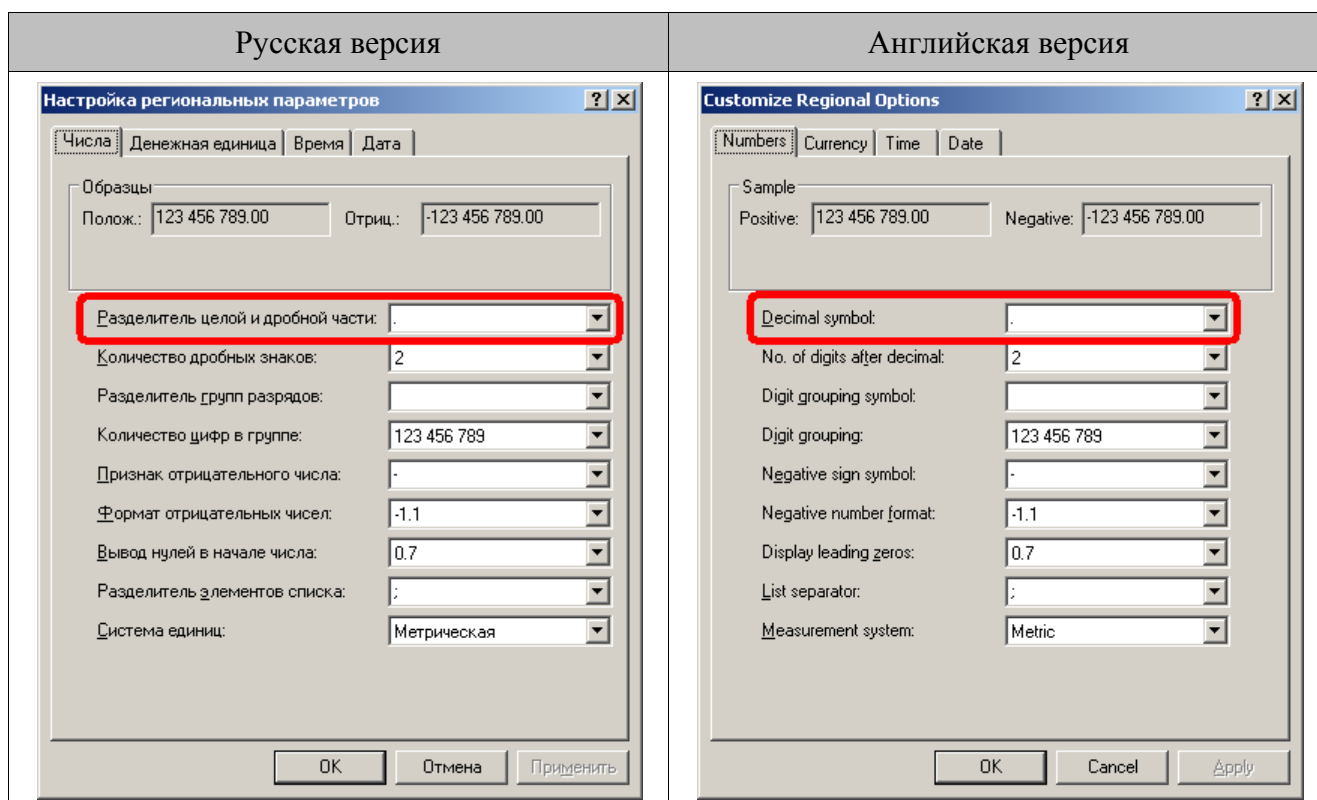 Русская версия
Английская версия
Настройка региональных параметров
Числа Денежная единица Время Дата
Образцы
Полож.: 123 456 789.00 Отриц.: -123 456 789.00
Разделитель целой и дробной части: .
Количество дробных знаков: 2
Разделитель групп разрядов:
Количество цифр в группе: 123 456 789
Признак отрицательного числа: -
Формат отрицательных чисел: -1.1
Вывод нулей в начале числа: 0.7
Разделитель элементов списка: ;
Система единиц: Метрическая
OK Отмена Применить
Customize Regional Options
Numbers Currency Time Date
Sample
Positive: 123 456 789.00 Negative: -123 456 789.00
Decimal symbol: .
No. of digits after decimal: 2
Digit grouping symbol:
Digit grouping: 123 456 789
Negative sign symbol: -
Negative number format: -1.1
Display leading zeros: 0.7
List separator: ;
Measurement system: Metric
OK Cancel Apply